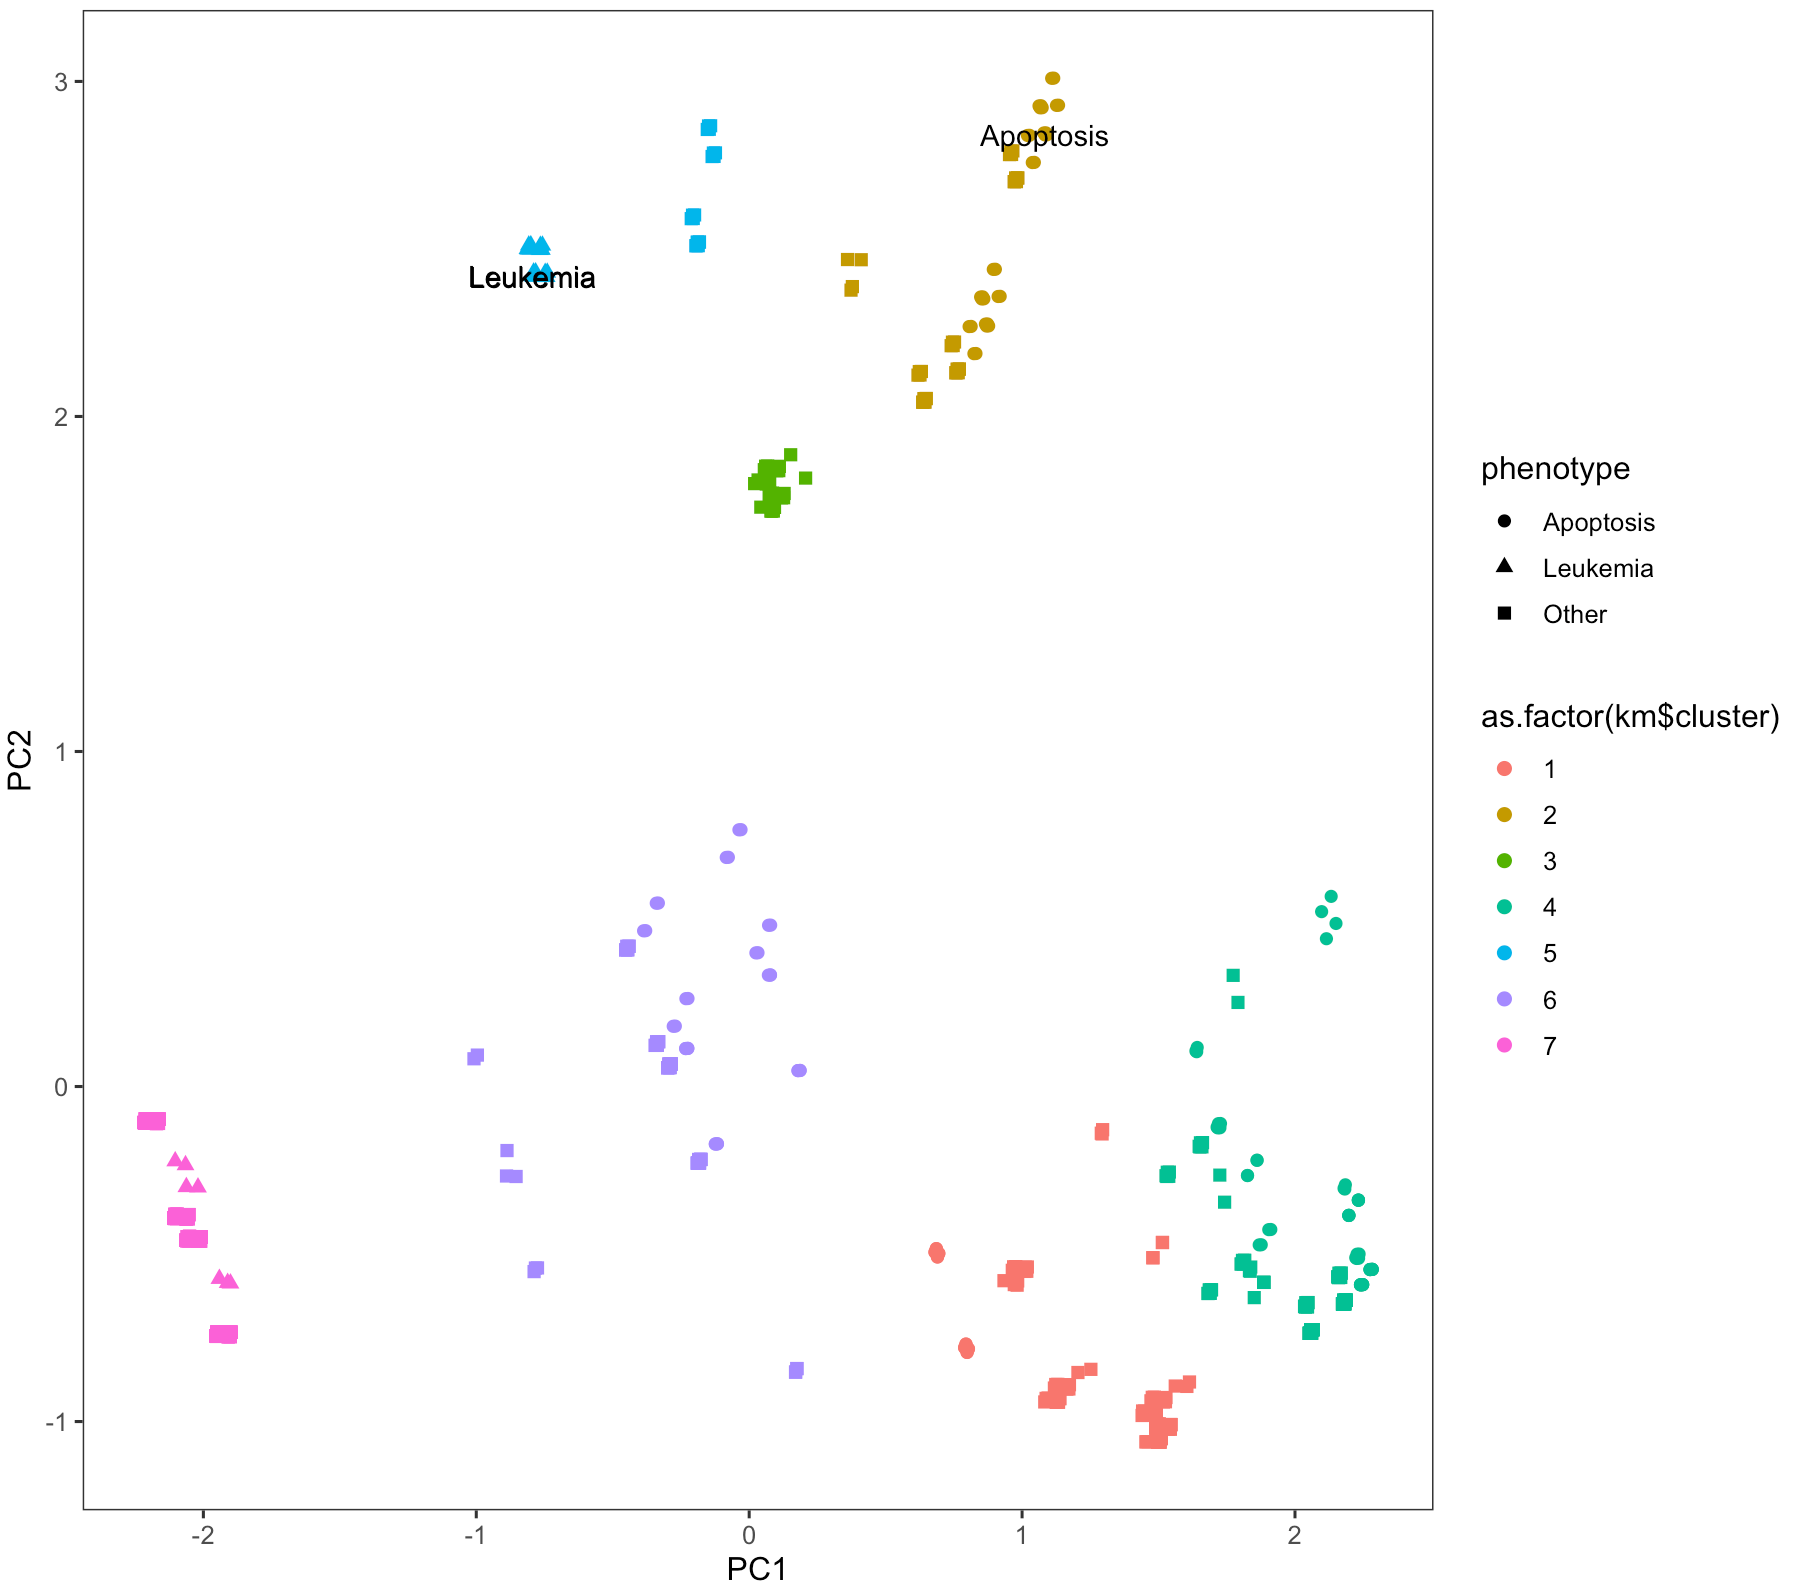 3
Apoptosis
Leukemia
2
1
0
-1
PC2
-2
-1
0
1
2
PC1
phenotype
Apoptosis
Leukemia
Other
as.factor(km$cluster)
1
2
3
4
5
6
7